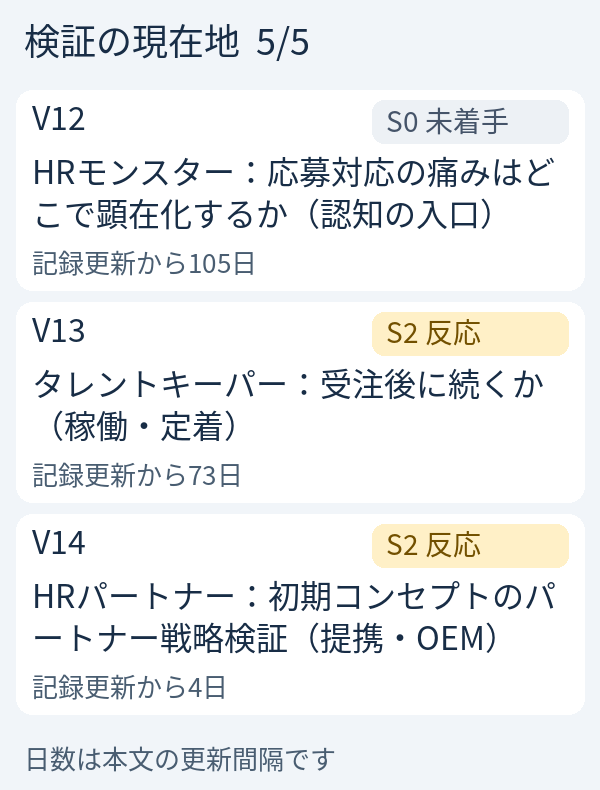 検証の現在地 5/5
V12
S0 未着手
HRモンスター：応募対応の痛みはど
こで顕在化するか（認知の入口）
記録更新から105日
V13
S2 反応
タレントキーパー：受注後に続くか
（稼働・定着）
記録更新から73日
V14
S2 反応
HRパートナー：初期コンセプトのパ
ートナー戦略検証（提携・OEM）
記録更新から4日
日数は本文の更新間隔です